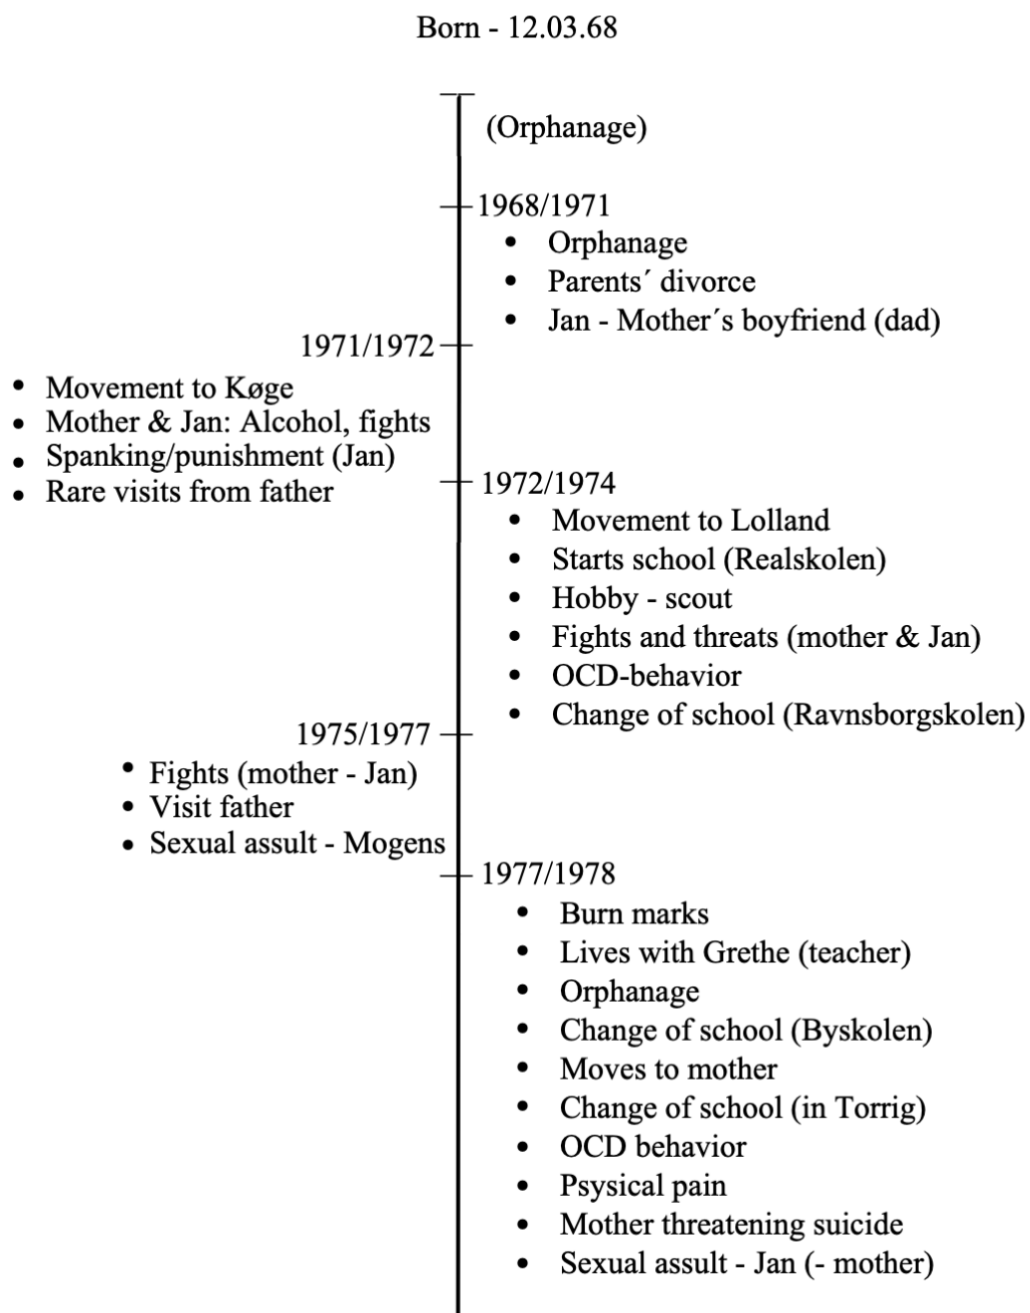 Born - 12.03.68
(Orphanage)
1968/1971
• Orphanage
• Parents´ divorce
• Jan - Mother´s boyfriend (dad)
1971/1972
• Movement to Køge
• Mother & Jan: Alcohol, fights
• Spanking/punishment (Jan)
• Rare visits from father
1972/1974
• Movement to Lolland
• Starts school (Realskolen)
• Hobby - scout
• Fights and threats (mother & Jan)
• OCD-behavior
• Change of school (Ravnsborgskolen)
1975/1977
• Fights (mother - Jan)
• Visit father
• Sexual assult - Mogens
1977/1978
• Burn marks
• Lives with Grethe (teacher)
• Orphanage
• Change of school (Byskolen)
• Moves to mother
• Change of school (in Torrig)
• OCD behavior
• Psysical pain
• Mother threatening suicide
• Sexual assult - Jan (- mother)